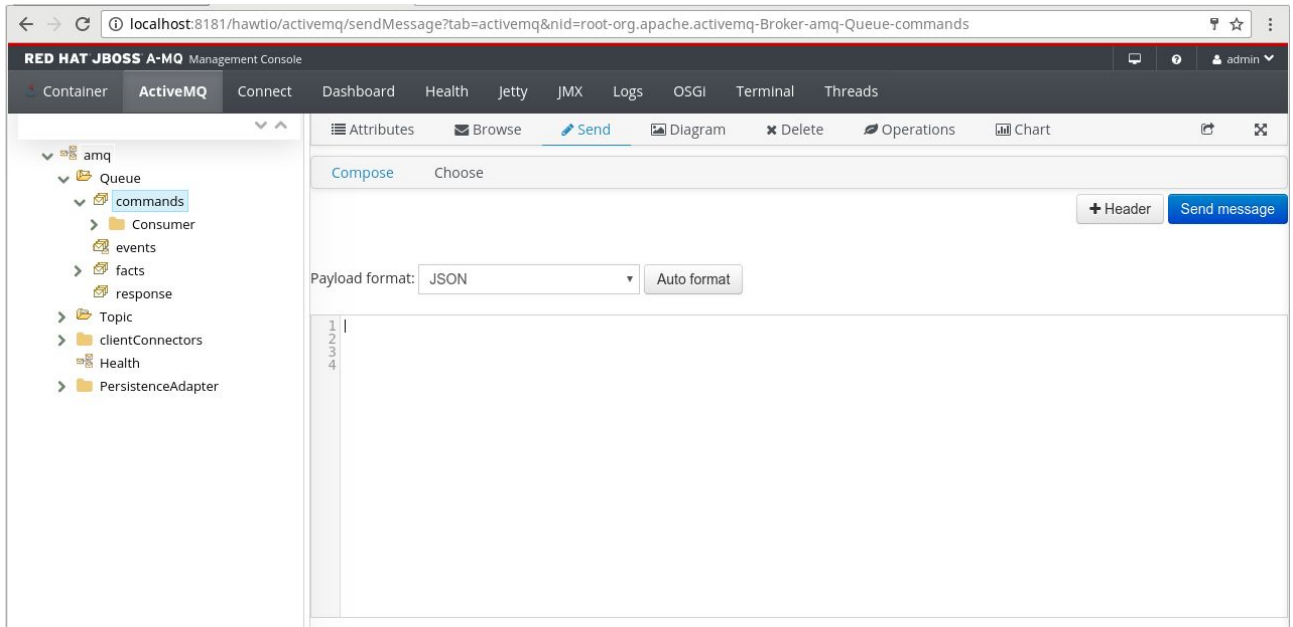 localhost:8181/hawtio/activemq/sendMessage?tab=activemq&nid=root-org.apache.activemq-Broker-amq-Queue-commands
RED HAT JBOSS A-MQ Management Console
admin
Container ActiveMQ Connect Dashboard Health Jetty JMX Logs OSGi Terminal Threads
Attributes Browse Send Diagram Delete Operations Chart
amq
Queue
commands
Consumer
events
facts
response
Topic
clientConnectors
Health
PersistenceAdapter
Compose Choose
+ Header Send message
Payload format: JSON Auto format
1
2
3
4